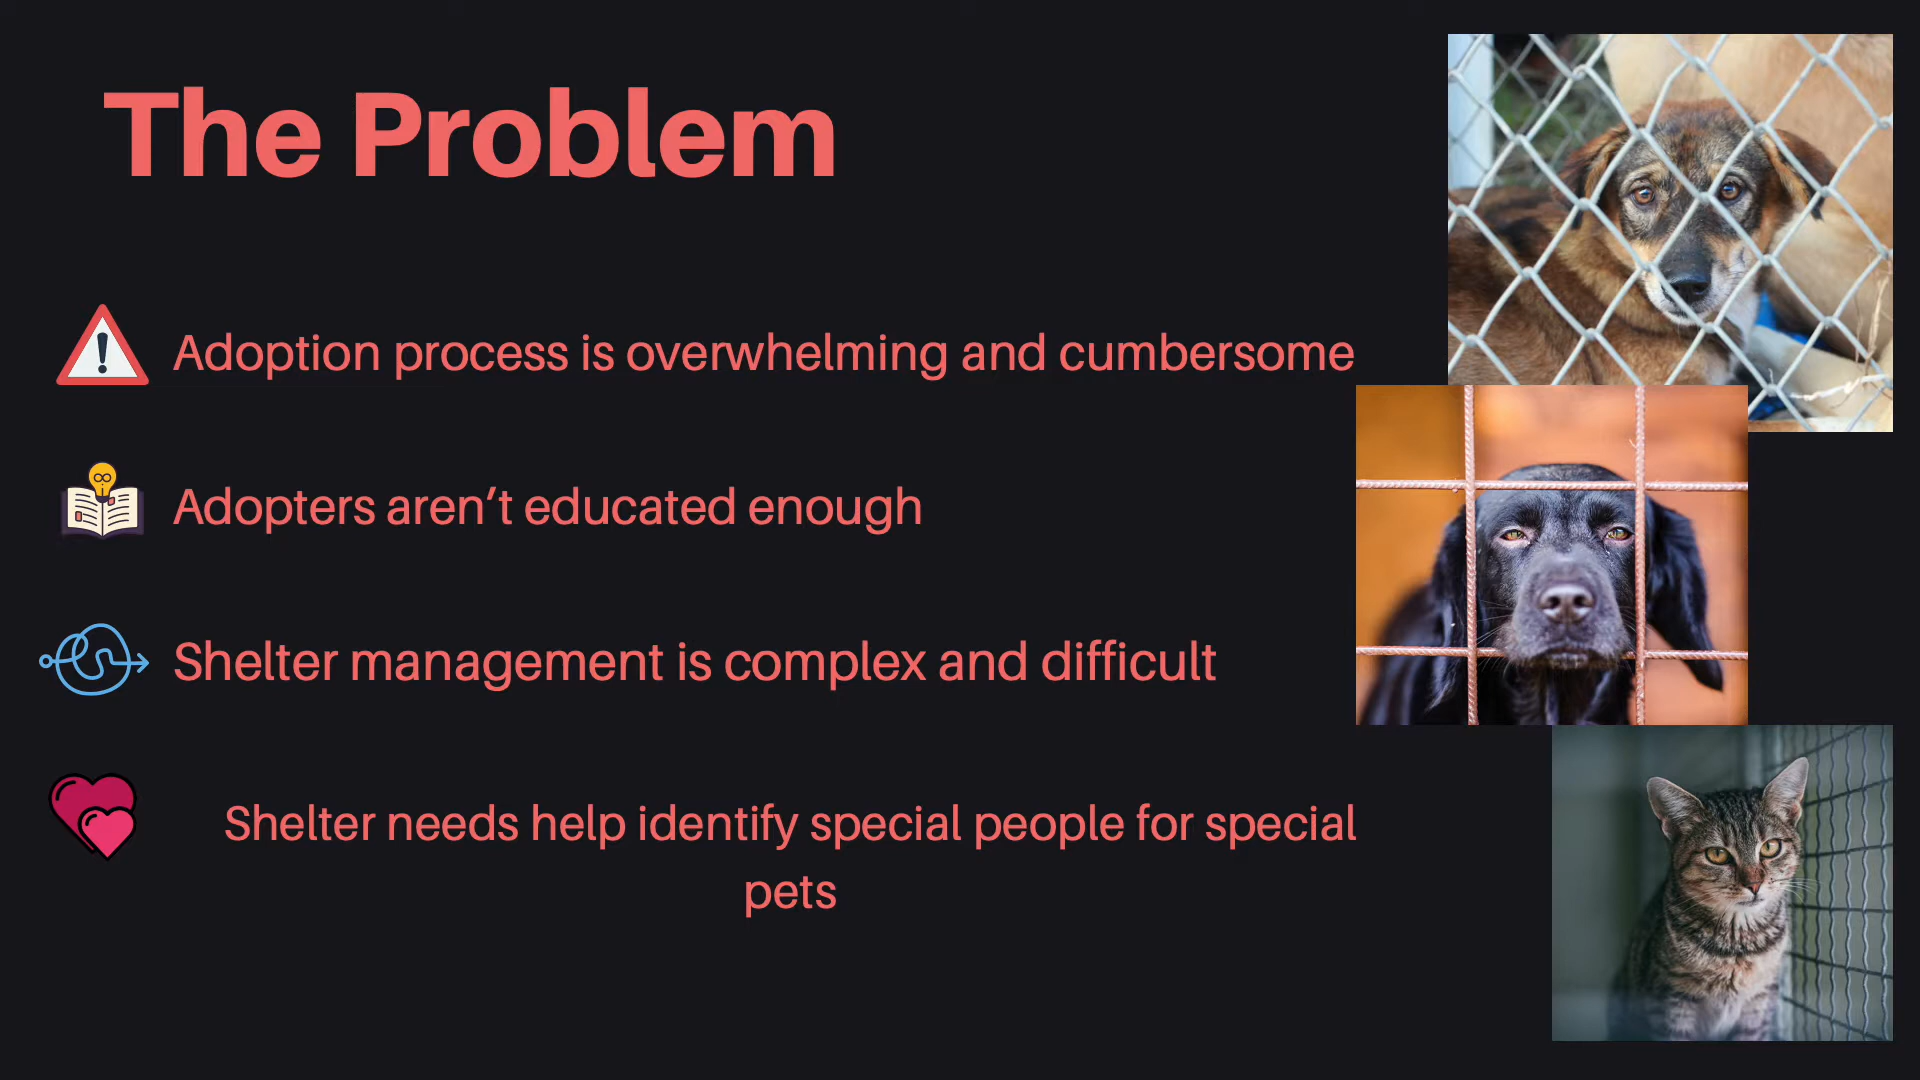 The Problem
Adoption process is overwhelming and cumbersome
Adopters aren’t educated enough
Shelter management is complex and difficult
Shelter needs help identify special people for special
pets